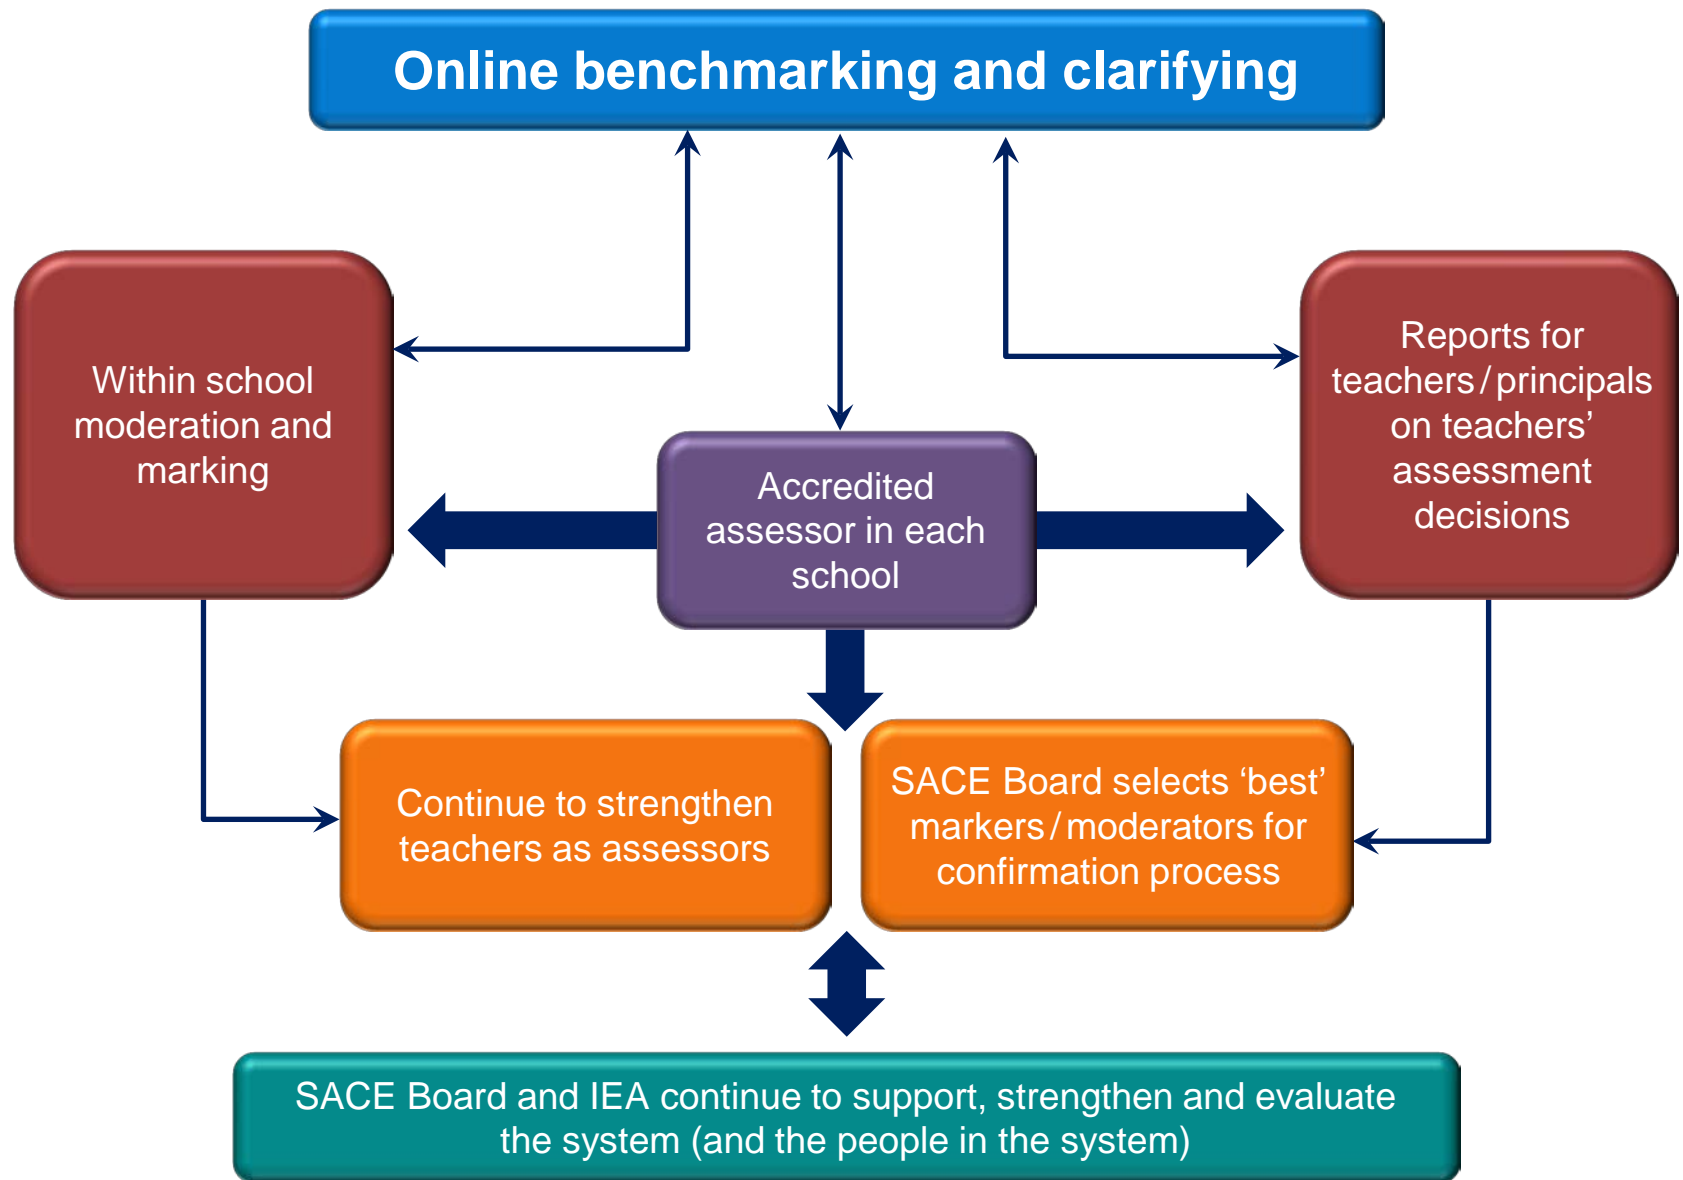 Online benchmarking and clarifying
Within school
moderation and
marking
Accredited
assessor in each
school
Reports for
teachers / principals
on teachers’
assessment
decisions
Continue to strengthen
teachers as assessors
SACE Board selects ‘best’
markers / moderators for
confirmation process
SACE Board and IEA continue to support, strengthen and evaluate
the system (and the people in the system)